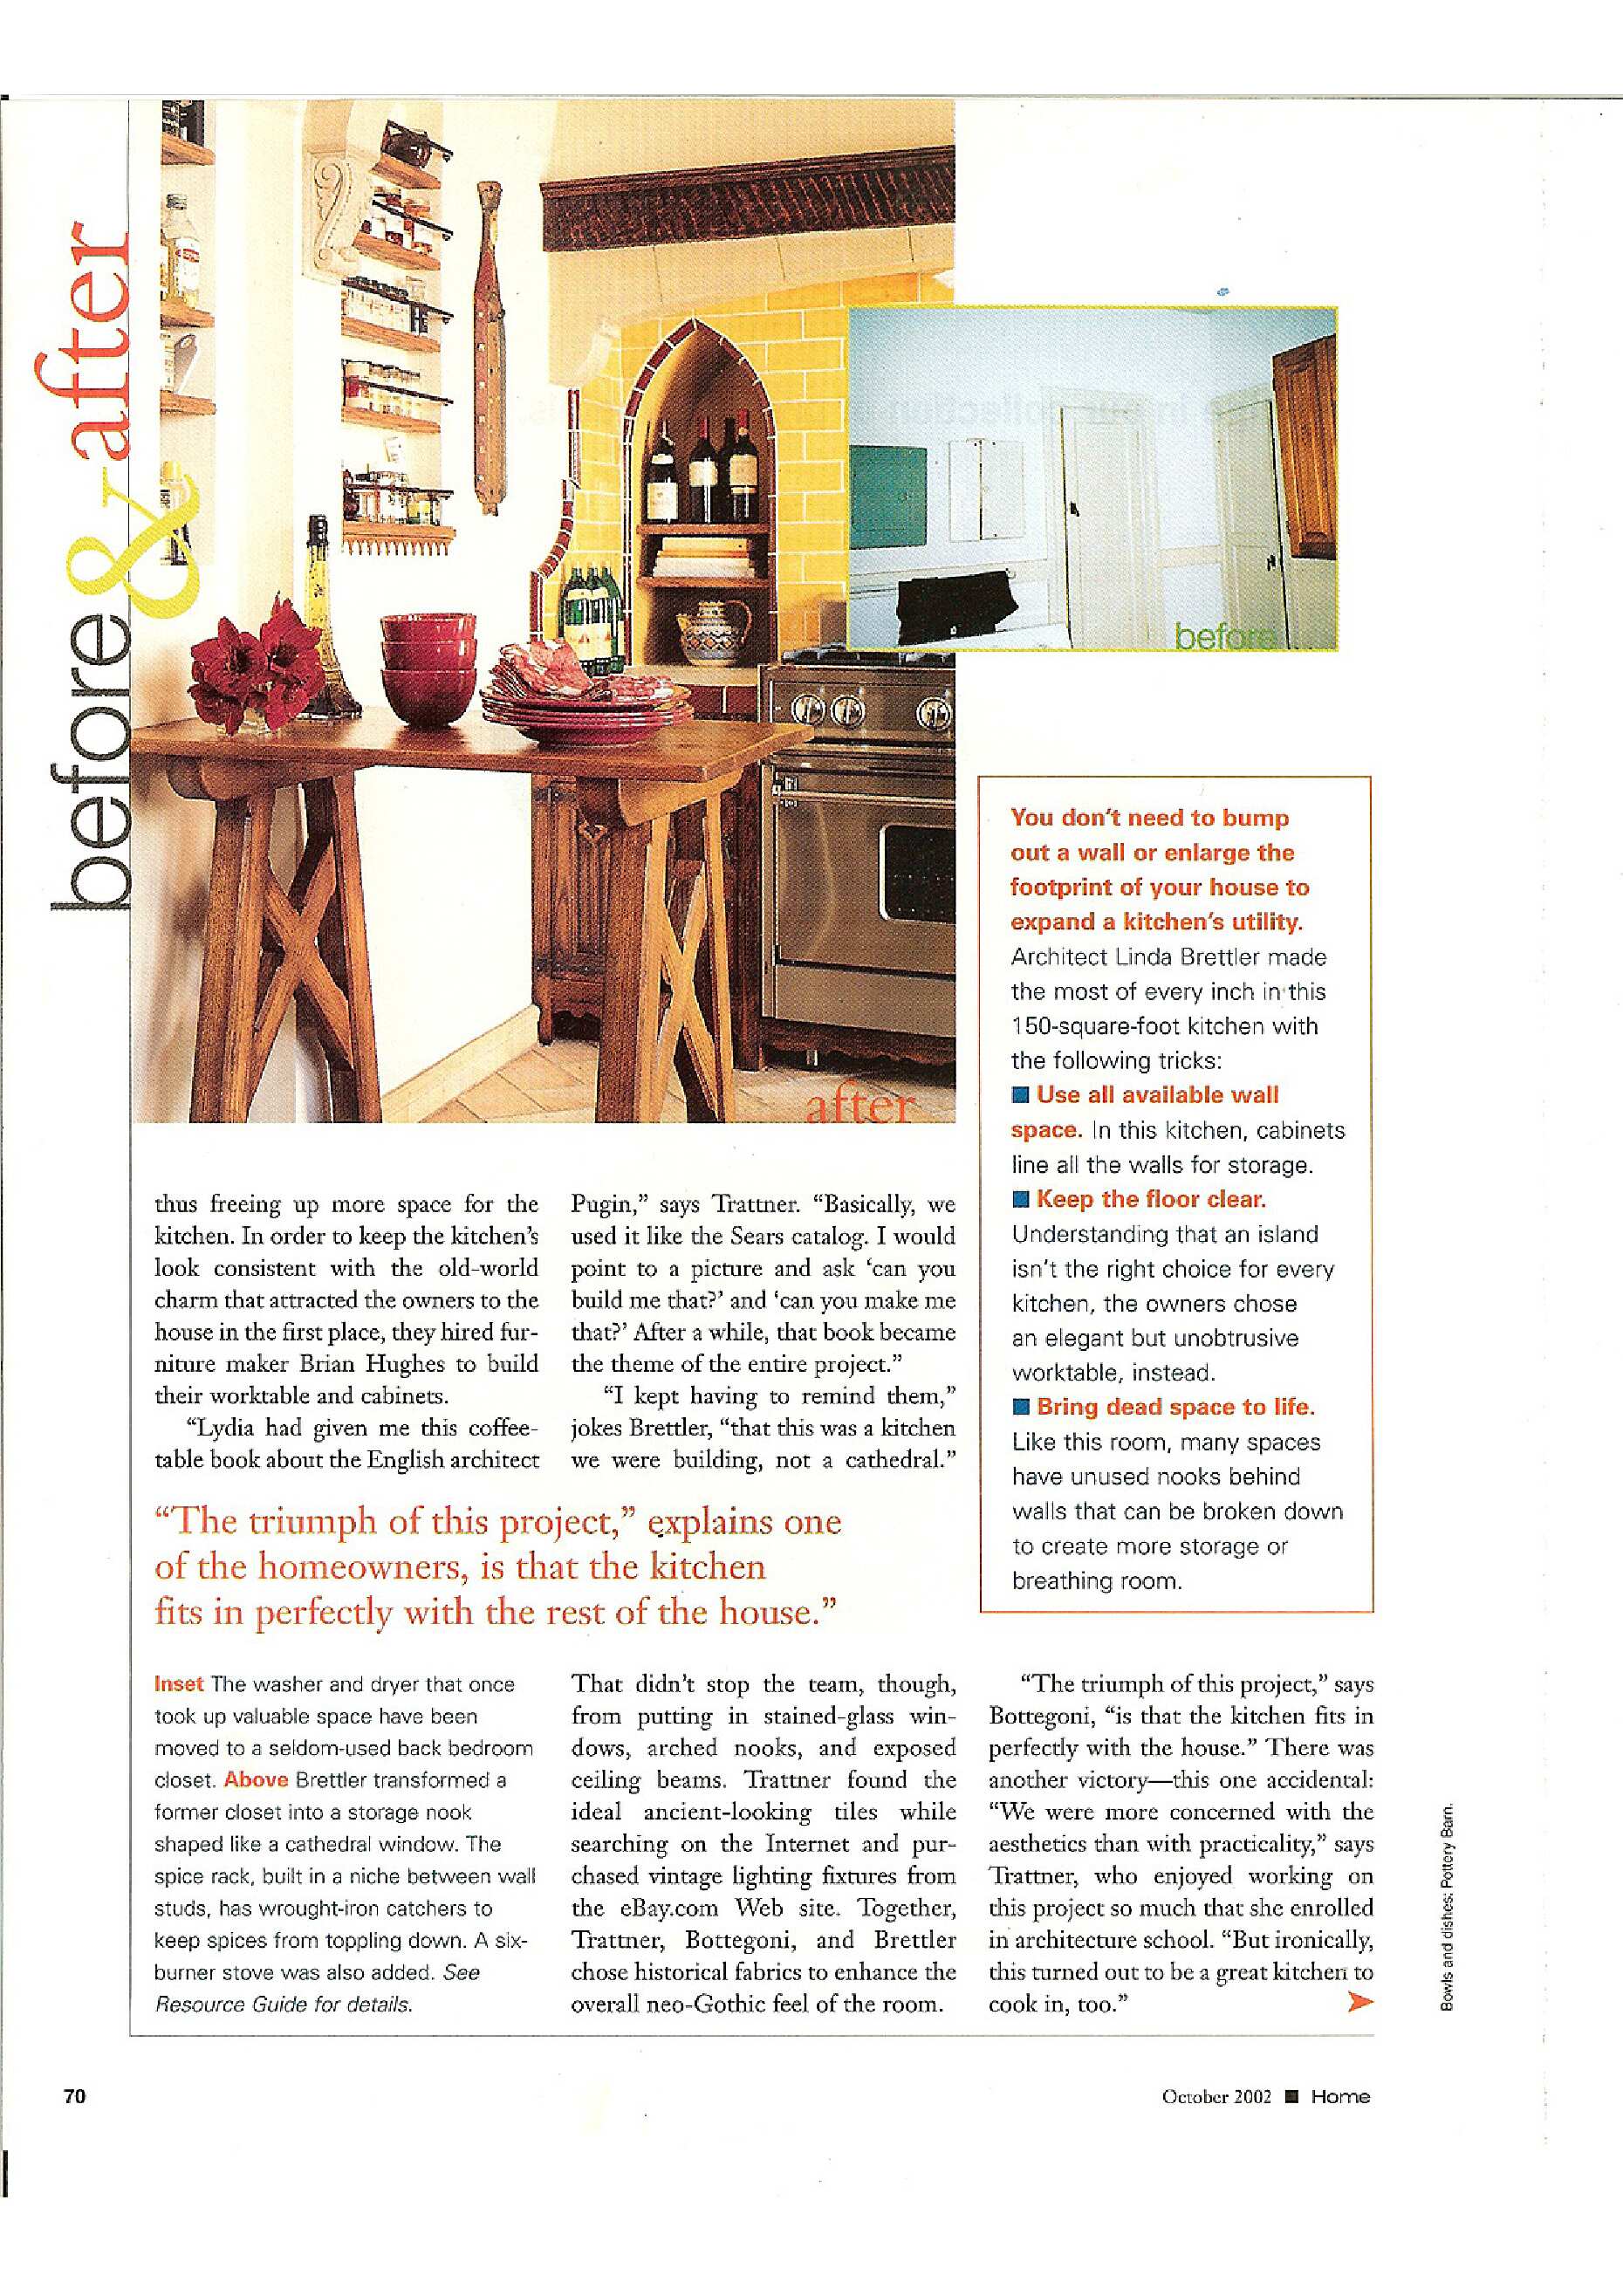 before & after
before
after
You don't need to bump
out a wall or enlarge the
footprint of your house to
expand a kitchen's utility.
Architect Linda Brettler made
the most of every inch in this
150-square-foot kitchen with
the following tricks:
■ Use all available wall
space. In this kitchen, cabinets
line all the walls for storage.
■ Keep the floor clear.
Understanding that an island
isn't the right choice for every
kitchen, the owners chose
an elegant but unobtrusive
worktable, instead.
■ Bring dead space to life.
Like this room, many spaces
have unused nooks behind
walls that can be broken down
to create more storage or
breathing room.
thus freeing up more space for the
kitchen. In order to keep the kitchen's
look consistent with the old-world
charm that attracted the owners to the
house in the first place, they hired fur-
niture maker Brian Hughes to build
their worktable and cabinets.
"Lydia had given me this coffee-
table book about the English architect
Pugin," says Trattner. "Basically, we
used it like the Sears catalog. I would
point to a picture and ask 'can you
build me that?' and 'can you make me
that?' After a while, that book became
the theme of the entire project."
"I kept having to remind them,"
jokes Brettler, "that this was a kitchen
we were building, not a cathedral."
"The triumph of this project," explains one
of the homeowners, is that the kitchen
fits in perfectly with the rest of the house."
Inset The washer and dryer that once
took up valuable space have been
moved to a seldom-used back bedroom
closet. Above Brettler transformed a
former closet into a storage nook
shaped like a cathedral window. The
spice rack, built in a niche between wall
studs, has wrought-iron catchers to
keep spices from toppling down. A six-
burner stove was also added. See
Resource Guide for details.
That didn't stop the team, though,
from putting in stained-glass win-
dows, arched nooks, and exposed
ceiling beams. Trattner found the
ideal ancient-looking tiles while
searching on the Internet and pur-
chased vintage lighting fixtures from
the eBay.com Web site. Together,
Trattner, Bottegoni, and Brettler
chose historical fabrics to enhance the
overall neo-Gothic feel of the room.
"The triumph of this project," says
Bottegoni, "is that the kitchen fits in
perfectly with the house." There was
another victory—this one accidental:
"We were more concerned with the
aesthetics than with practicality," says
Trattner, who enjoyed working on
this project so much that she enrolled
in architecture school. "But ironically,
this turned out to be a great kitchen to
cook in, too."
Bowls and dishes: Pottery Barn.
70
October 2002 ■ Home